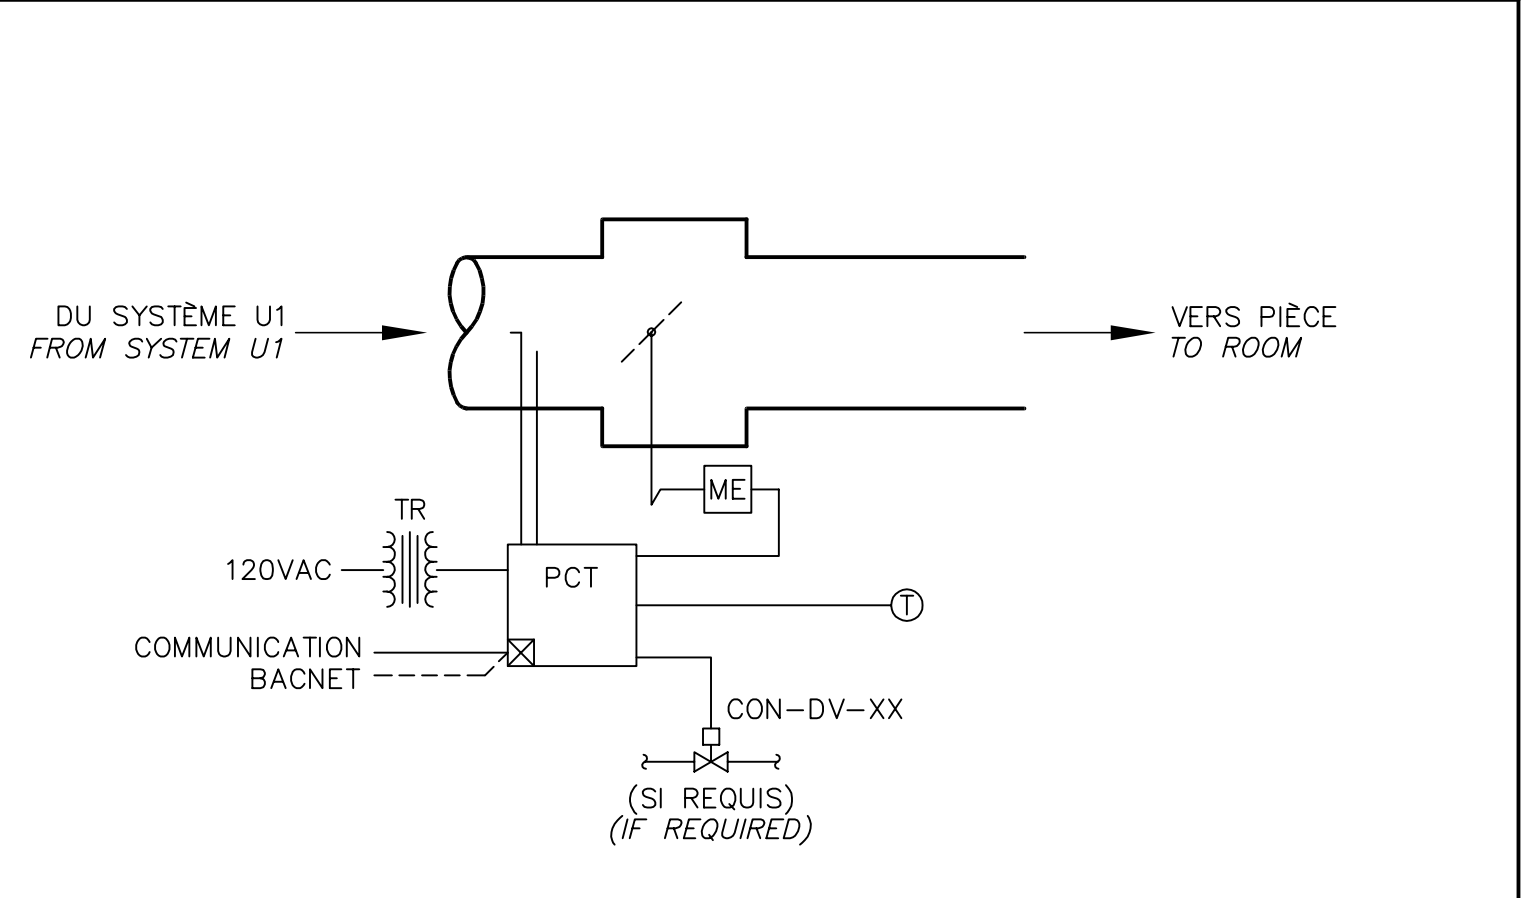 DU SYSTÈME U1
FROM SYSTEM U1
VERS PIÈCE
TO ROOM
ME
TR
120VAC
PCT
T
COMMUNICATION
BACNET
CON-DV-XX
(SI REQUIS)
(IF REQUIRED)